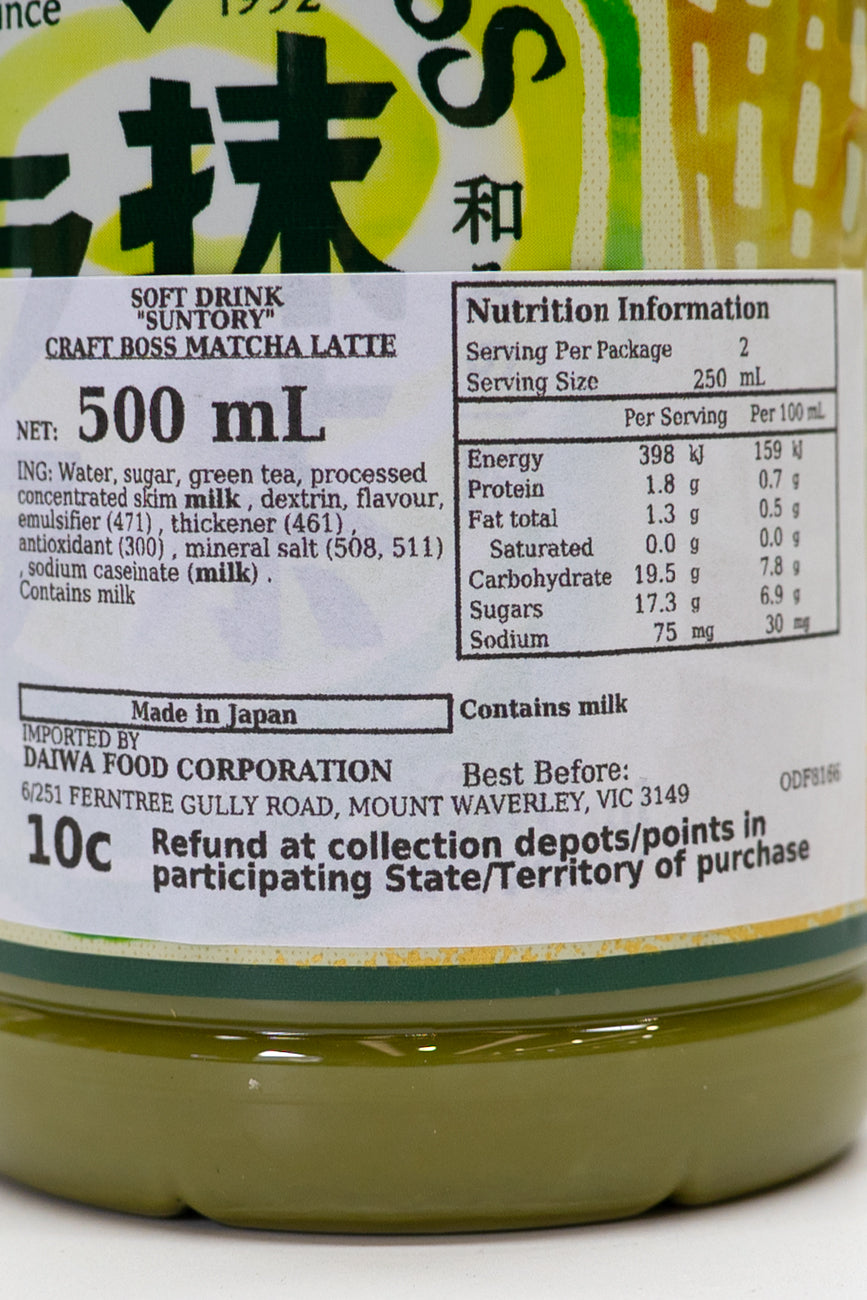 1992
抹
和
SOFT DRINK
"SUNTORY"
CRAFT BOSS MATCHA LATTE
NET: 500 mL
ING: Water, sugar, green tea, processed
concentrated skim milk , dextrin, flavour,
emulsifier (471) , thickener (461) ,
antioxidant (300) , mineral salt (508, 511)
, sodium caseinate (milk) .
Contains milk
Nutrition Information
Serving Per Package 2
Serving Size 250 mL
Per Serving Per 100 mL
Energy 398 kJ 159 kJ
Protein 1.8 g 0.7 g
Fat total 1.3 g 0.5 g
Saturated 0.0 g 0.0 g
Carbohydrate 19.5 g 7.8 g
Sugars 17.3 g 6.9 g
Sodium 75 mg 30 mg
Made in Japan
Contains milk
IMPORTED BY
DAIWA FOOD CORPORATION
Best Before:
ODF8166
6/251 FERNTREE GULLY ROAD, MOUNT WAVERLEY, VIC 3149
10c Refund at collection depots/points in
participating State/Territory of purchase